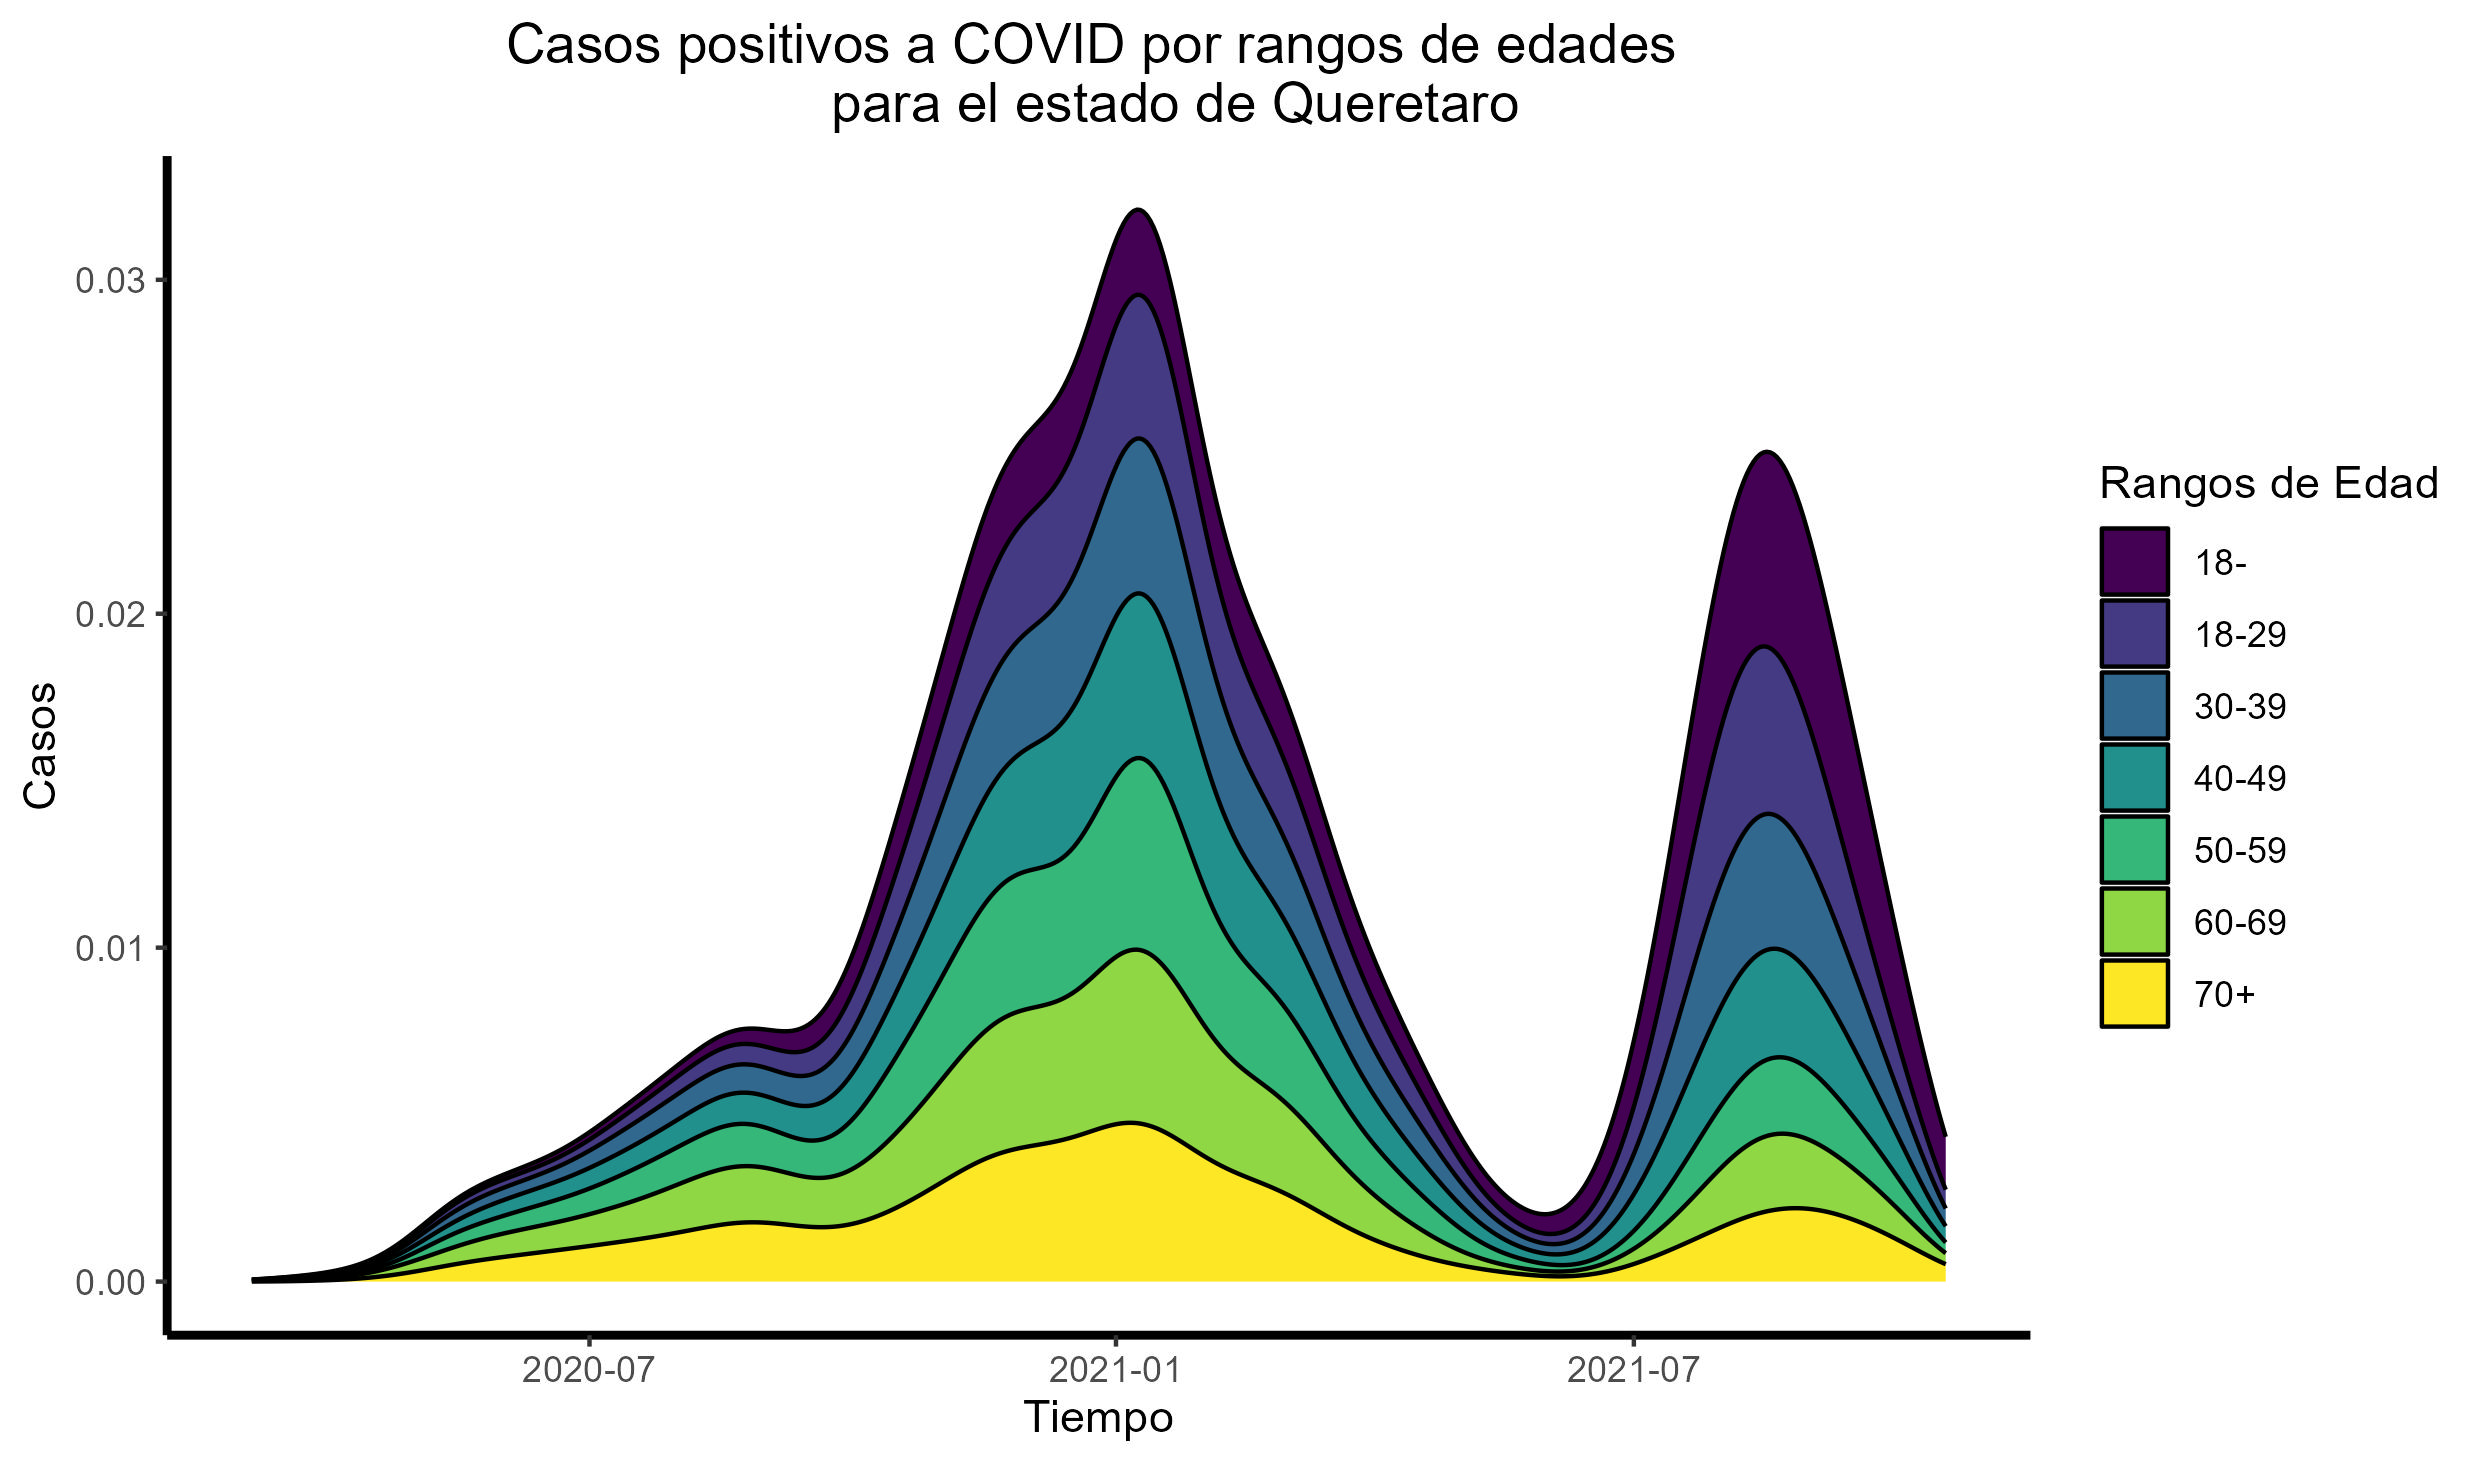 Casos positivos a COVID por rangos de edades
para el estado de Queretaro
Casos
0.03
0.02
0.01
0.00
2020-07
2021-01
2021-07
Tiempo
Rangos de Edad
18-
18-29
30-39
40-49
50-59
60-69
70+